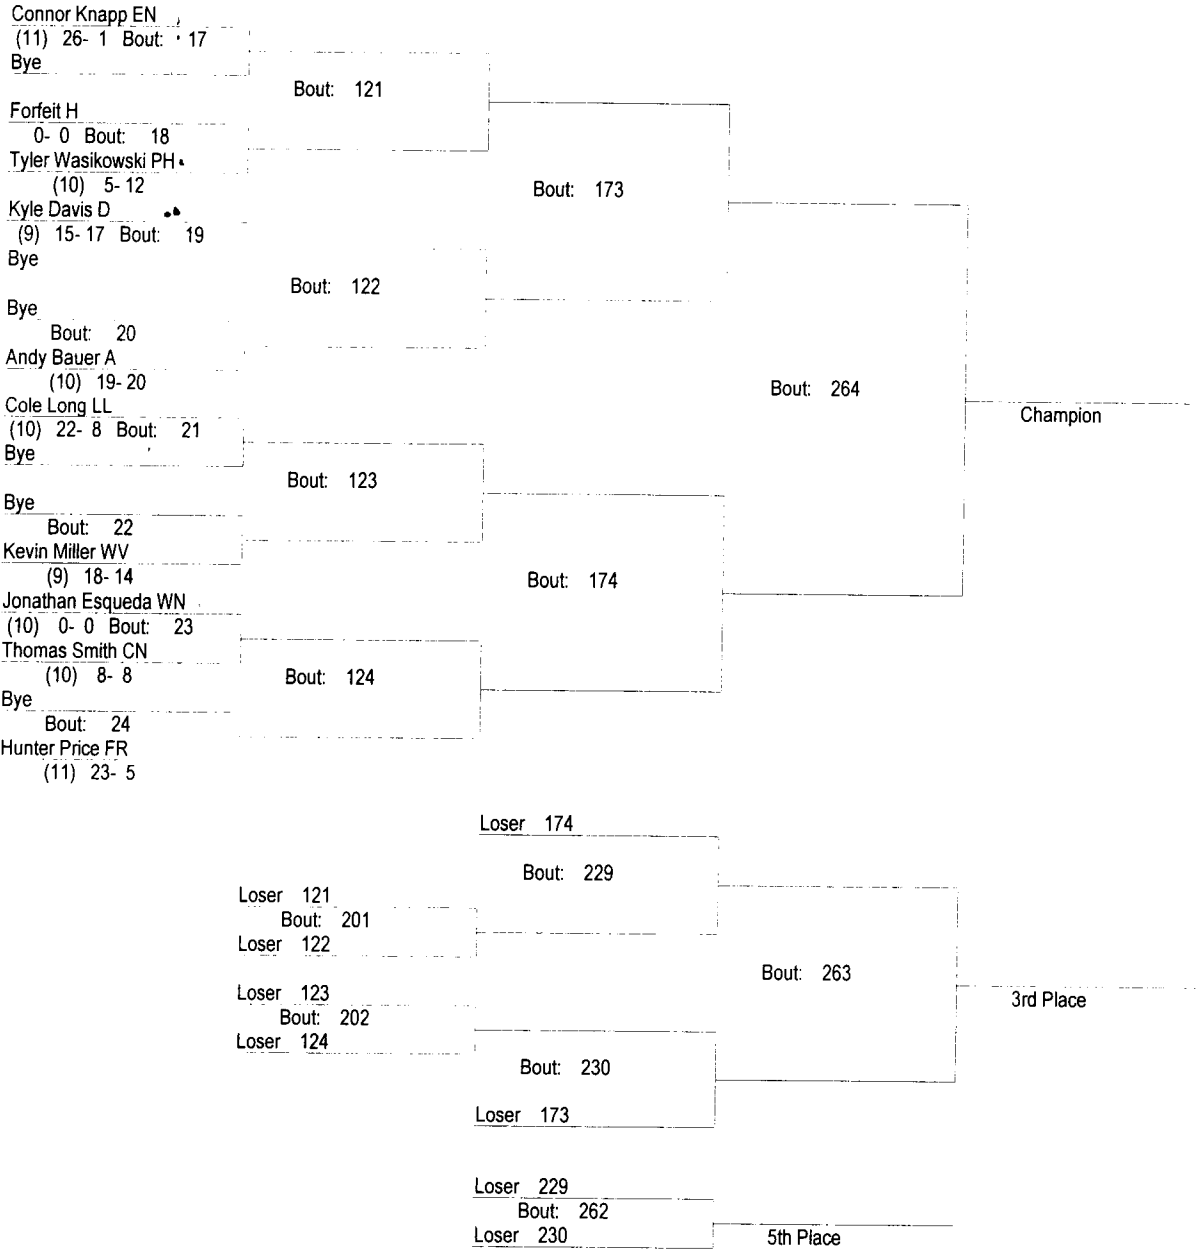 Connor Knapp EN
(11) 26- 1 Bout: 17
Bye
Bout: 121
Forfeit H
0- 0 Bout: 18
Tyler Wasikowski PH
(10) 5- 12
Bout: 173
Kyle Davis D
(9) 15- 17 Bout: 19
Bye
Bout: 122
Bye
Bout: 20
Andy Bauer A
(10) 19- 20
Bout: 264
Cole Long LL
Champion
(10) 22- 8 Bout: 21
Bye
Bout: 123
Bye
Bout: 22
Kevin Miller WV
(9) 18- 14
Bout: 174
Jonathan Esqueda WN
(10) 0- 0 Bout: 23
Thomas Smith CN
(10) 8- 8
Bout: 124
Bye
Bout: 24
Hunter Price FR
(11) 23- 5
Loser 174
Bout: 229
Loser 121
Bout: 201
Loser 122
Bout: 263
Loser 123
3rd Place
Bout: 202
Loser 124
Bout: 230
Loser 173
Loser 229
Bout: 262
Loser 230
5th Place